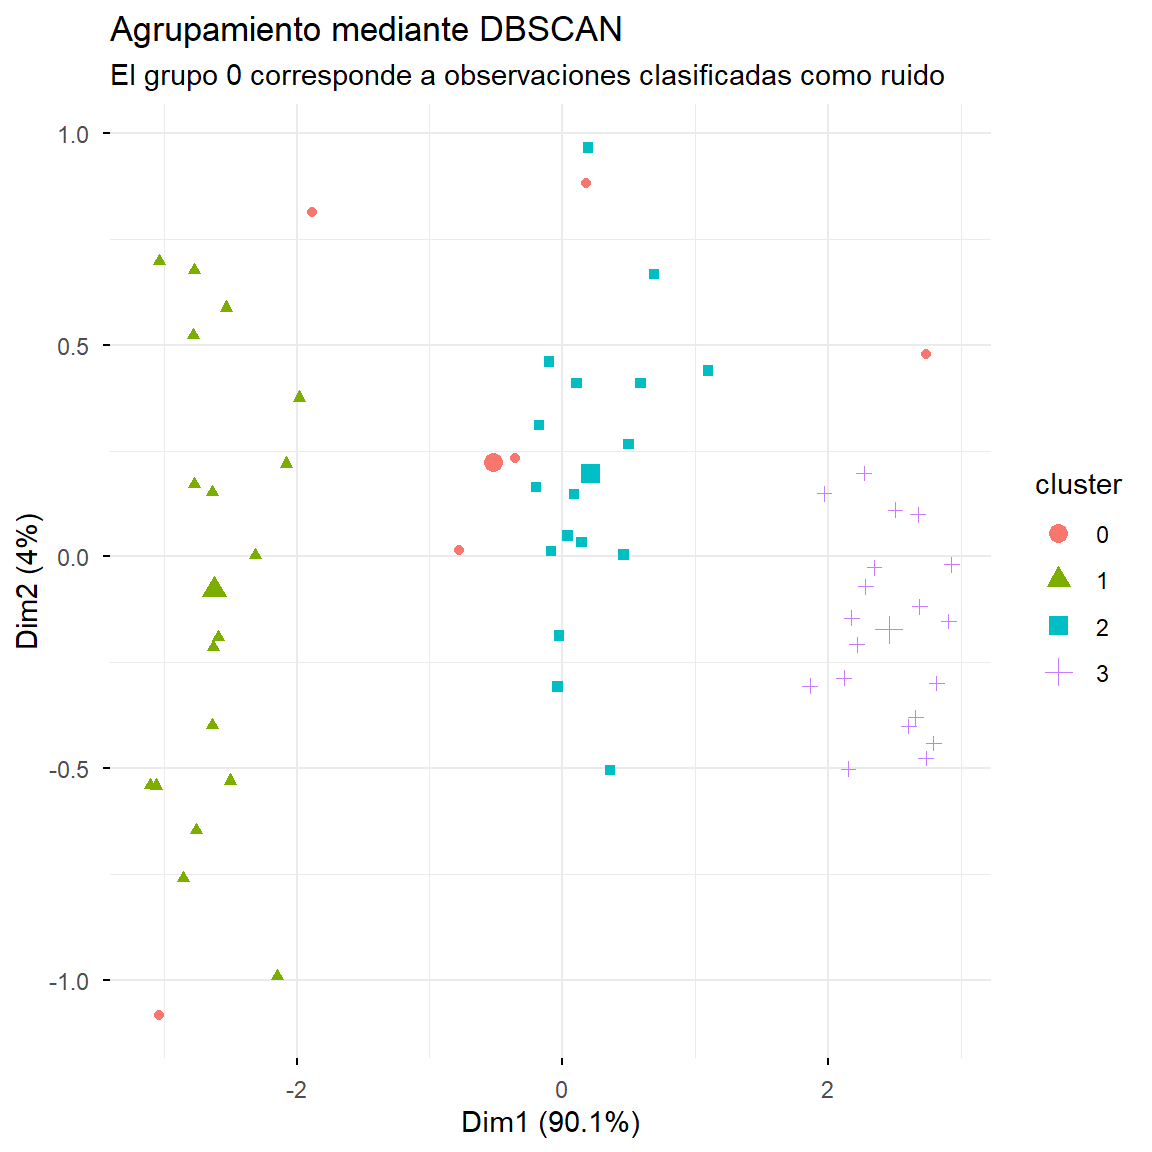 Agrupamiento mediante DBSCAN
El grupo 0 corresponde a observaciones clasificadas como ruido
1.0
0.5
0.0
-0.5
-1.0
Dim2 (4%)
-2
0
2
Dim1 (90.1%)
cluster
0
1
2
3